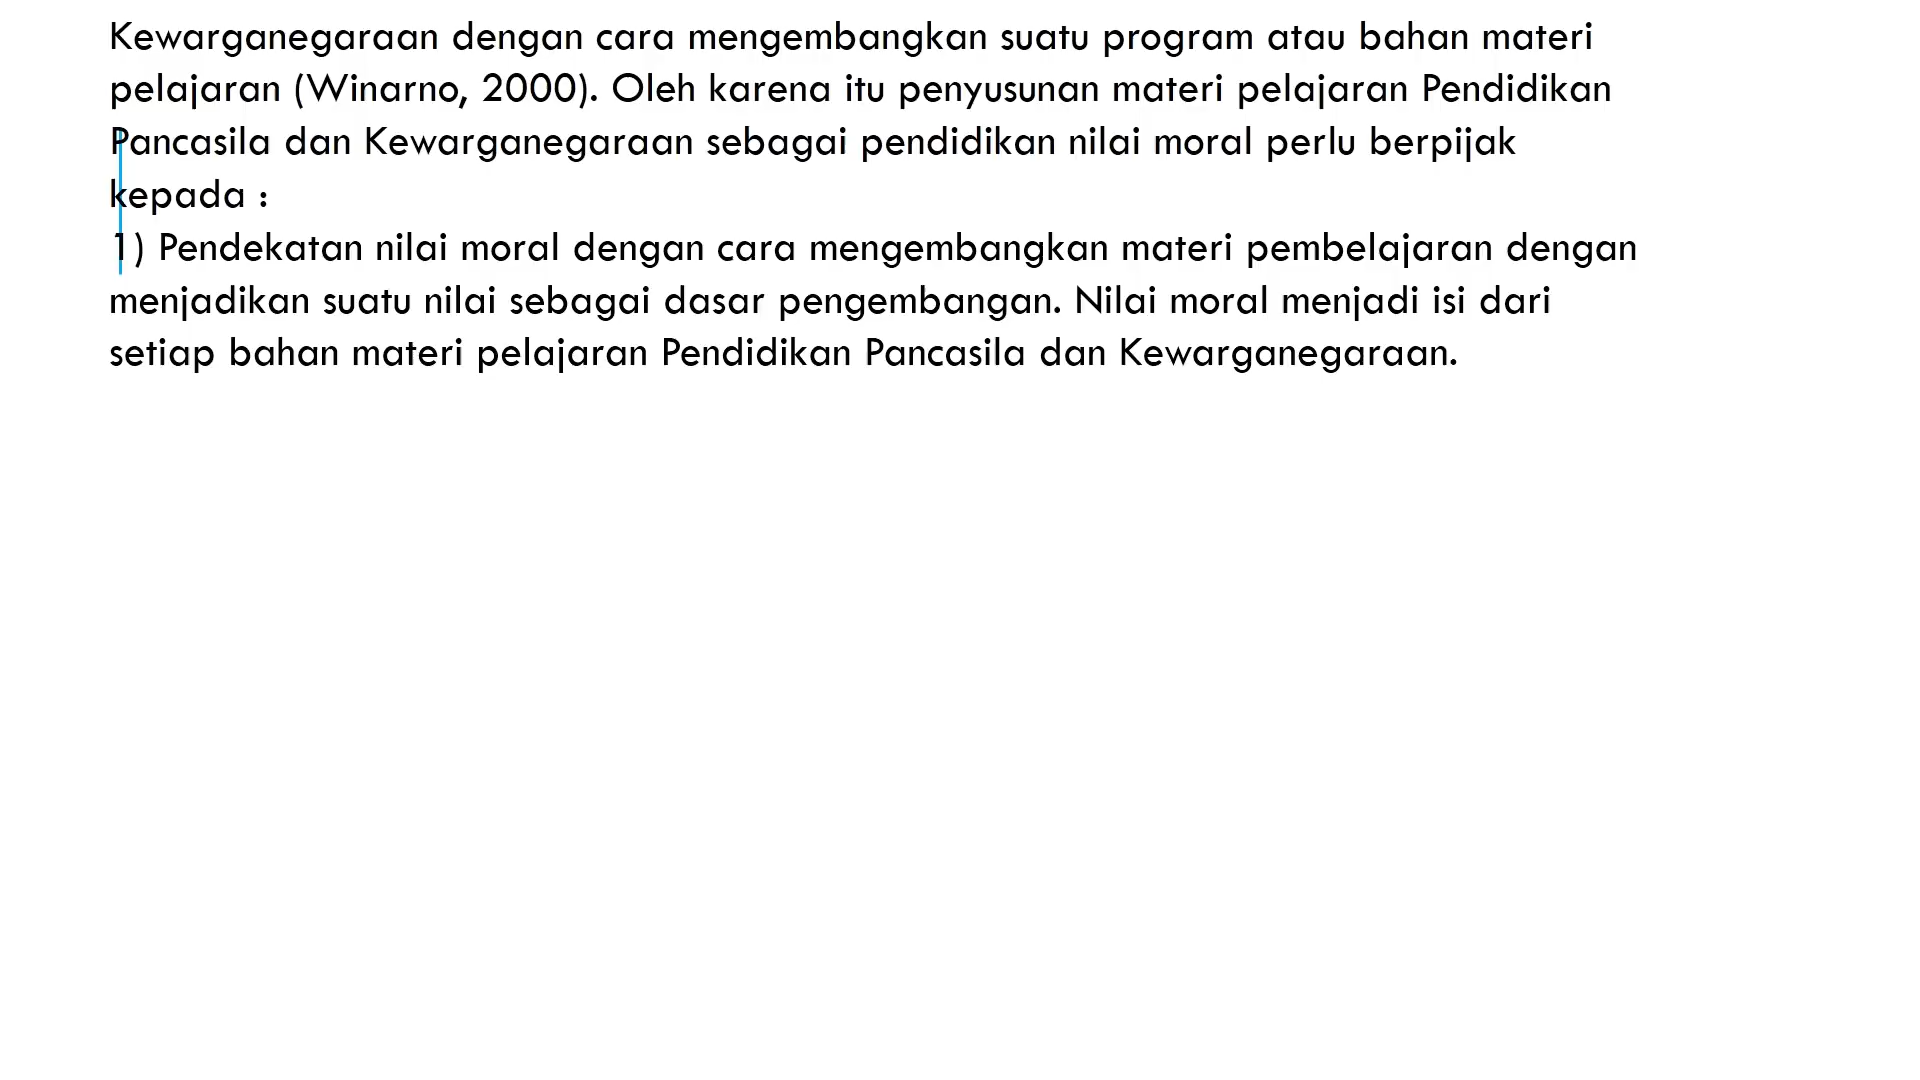 Kewarganegaraan dengan cara mengembangkan suatu program atau bahan materi
pelajaran (Winarno, 2000). Oleh karena itu penyusunan materi pelajaran Pendidikan
Pancasila dan Kewarganegaraan sebagai pendidikan nilai moral perlu berpijak
kepada :
1) Pendekatan nilai moral dengan cara mengembangkan materi pembelajaran dengan
menjadikan suatu nilai sebagai dasar pengembangan. Nilai moral menjadi isi dari
setiap bahan materi pelajaran Pendidikan Pancasila dan Kewarganegaraan.